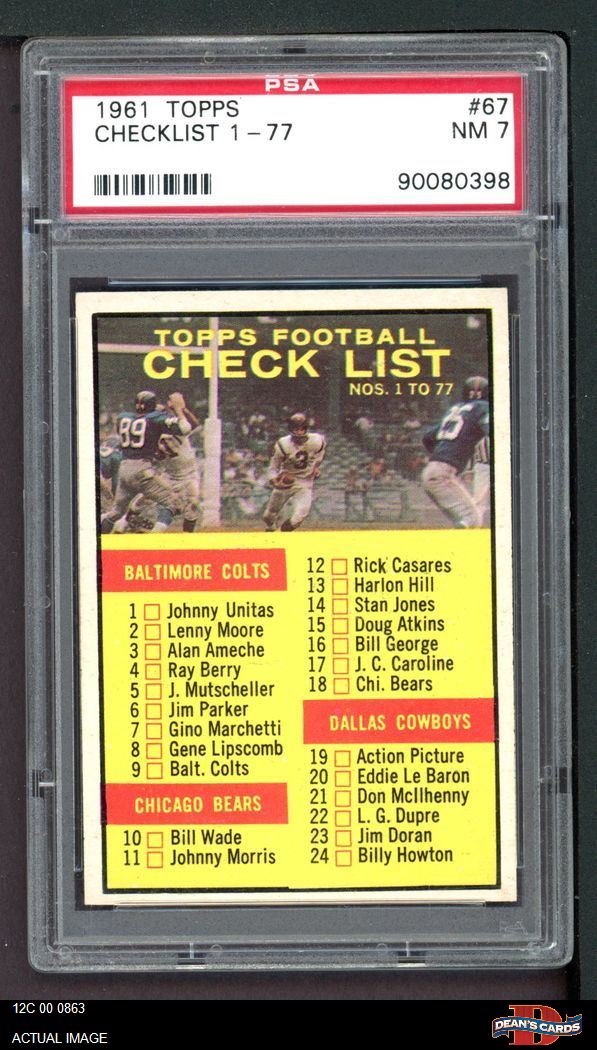 PSA
1961 TOPPS #67
CHECKLIST 1-77 NM 7
90080398
TOPPS FOOTBALL
CHECK LIST
NOS. 1 TO 77
89
3
BALTIMORE COLTS
1 Johnny Unitas
2 Lenny Moore
3 Alan Ameche
4 Ray Berry
5 J. Mutscheller
6 Jim Parker
7 Gino Marchetti
8 Gene Lipscomb
9 Balt. Colts
CHICAGO BEARS
10 Bill Wade
11 Johnny Morris
12 Rick Casares
13 Harlon Hill
14 Stan Jones
15 Doug Atkins
16 Bill George
17 J. C. Caroline
18 Chi. Bears
DALLAS COWBOYS
19 Action Picture
20 Eddie Le Baron
21 Don McIlhenny
22 L. G. Dupre
23 Jim Doran
24 Billy Howton
12C 00 0863
ACTUAL IMAGE
D
DEAN'S CARDS